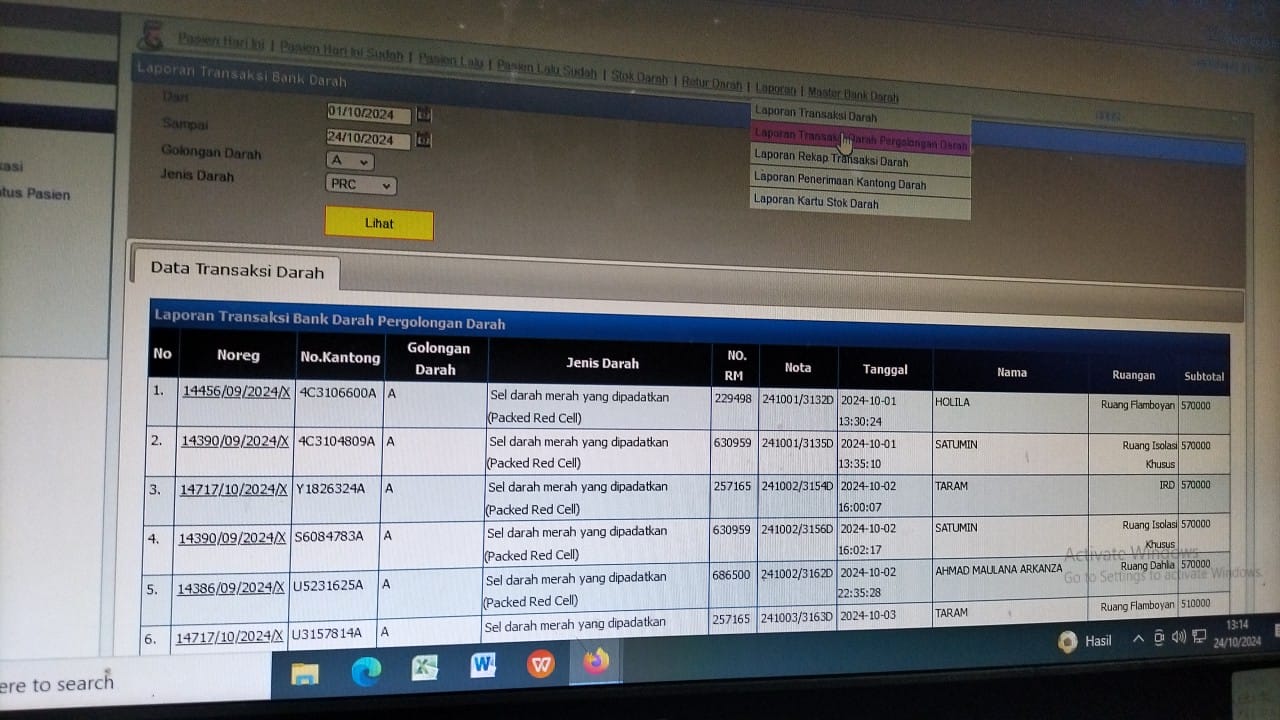 Pasien Hari Ini | Pasien Hari Ini Sudah | Pasien Lalu | Pasien Lalu Sudah | Stok Darah | Retur Darah | Laporan | Master Bank Darah
Laporan Transaksi Bank Darah
Dari 01/10/2024
Sampai 24/10/2024
Golongan Darah A
Jenis Darah PRC
Lihat
Laporan Transaksi Darah
Laporan Transaksi Darah Pergolongan Darah
Laporan Rekap Transaksi Darah
Laporan Penerimaan Kantong Darah
Laporan Kartu Stok Darah
tus Pasien
Data Transaksi Darah
Laporan Transaksi Bank Darah Pergolongan Darah
No Noreg No.Kantong Golongan Darah Jenis Darah NO. RM Nota Tanggal Nama Ruangan Subtotal
1. 14456/09/2024/X 4C3106600A A Sel darah merah yang dipadatkan 229498 241001/3132D 2024-10-01 HOLILA Ruang Flamboyan 570000
(Packed Red Cell) 13:30:24
2. 14390/09/2024/X 4C3104809A A Sel darah merah yang dipadatkan 630959 241001/3135D 2024-10-01 SATUMIN Ruang Isolasi 570000
(Packed Red Cell) 13:35:10 Khusus
3. 14717/10/2024/X Y1826324A A Sel darah merah yang dipadatkan 257165 241002/3154D 2024-10-02 TARAM IRD 570000
(Packed Red Cell) 16:00:07
4. 14390/09/2024/X S6084783A A Sel darah merah yang dipadatkan 630959 241002/3156D 2024-10-02 SATUMIN Ruang Isolasi 570000
(Packed Red Cell) 16:02:17 Khusus
5. 14386/09/2024/X U5231625A A Sel darah merah yang dipadatkan 686500 241002/3162D 2024-10-02 AHMAD MAULANA ARKANZA Ruang Dahlia 570000
(Packed Red Cell) 22:35:28
6. 14717/10/2024/X U3157814A A Sel darah merah yang dipadatkan 257165 241003/3163D 2024-10-03 TARAM Ruang Flamboyan 510000
Activate Windows
Go to Settings to activate Windows.
ere to search
Hasil
13:14
24/10/2024